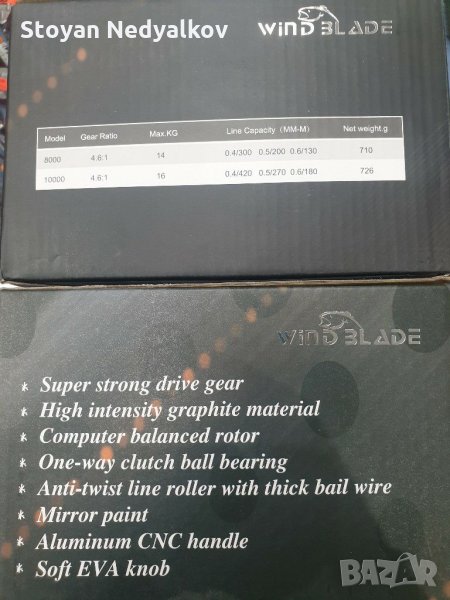 Stoyan Nedyalkov
WIND BLADE
Model Gear Ratio Max.KG Line Capacity (MM-M) Net weight.g
8000 4.6:1 14 0.4/300 0.5/200 0.6/130 710
10000 4.6:1 16 0.4/420 0.5/270 0.6/180 726
WIND BLADE
* Super strong drive gear
* High intensity graphite material
* Computer balanced rotor
* One-way clutch ball bearing
* Anti-twist line roller with thick bail wire
* Mirror paint
* Aluminum CNC handle
* Soft EVA knob
BAZAR.BG